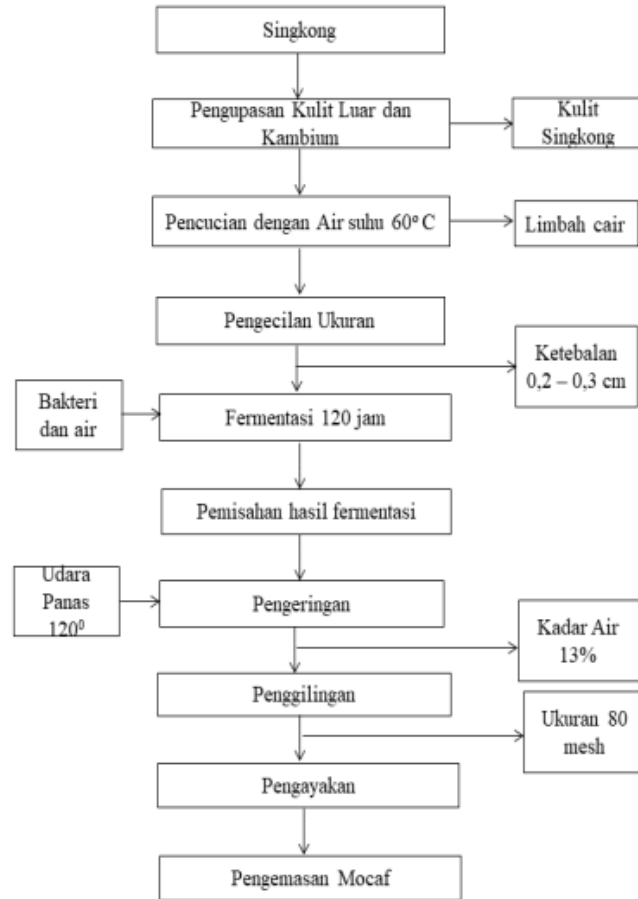 Singkong
Pengupasan Kulit Luar dan
Kambium
Kulit
Singkong
Pencucian dengan Air suhu 60° C
Limbah cair
Pengecilan Ukuran
Ketebalan
0,2 – 0,3 cm
Bakteri
dan air
Fermentasi 120 jam
Pemisahan hasil fermentasi
Udara
Panas
120⁰
Pengeringan
Kadar Air
13%
Penggilingan
Ukuran 80
mesh
Pengayakan
Pengemasan Mocaf